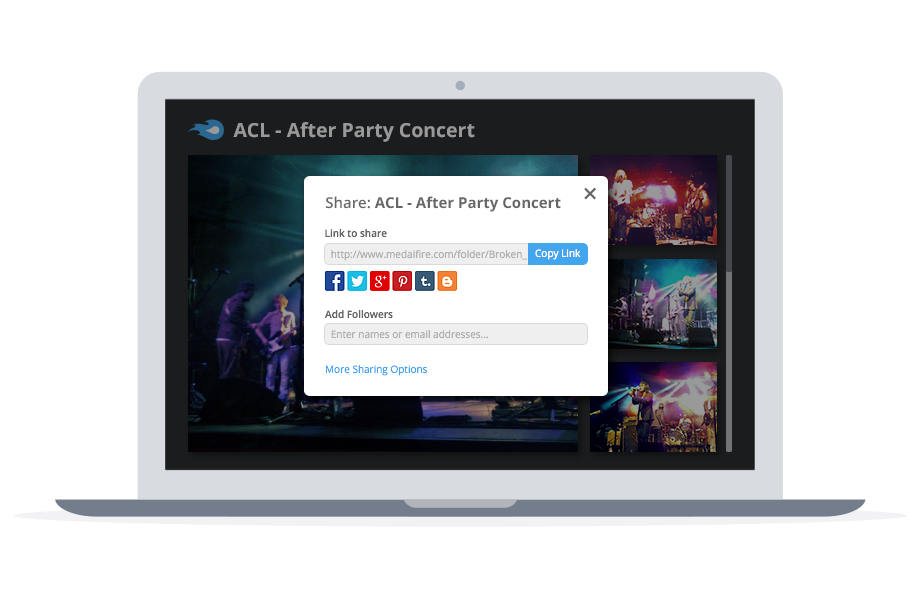 ACL - After Party Concert
Share: ACL - After Party Concert
Link to share
http://www.medaifire.com/folder/Broken_
Copy Link
Add Followers
Enter names or email addresses...
More Sharing Options